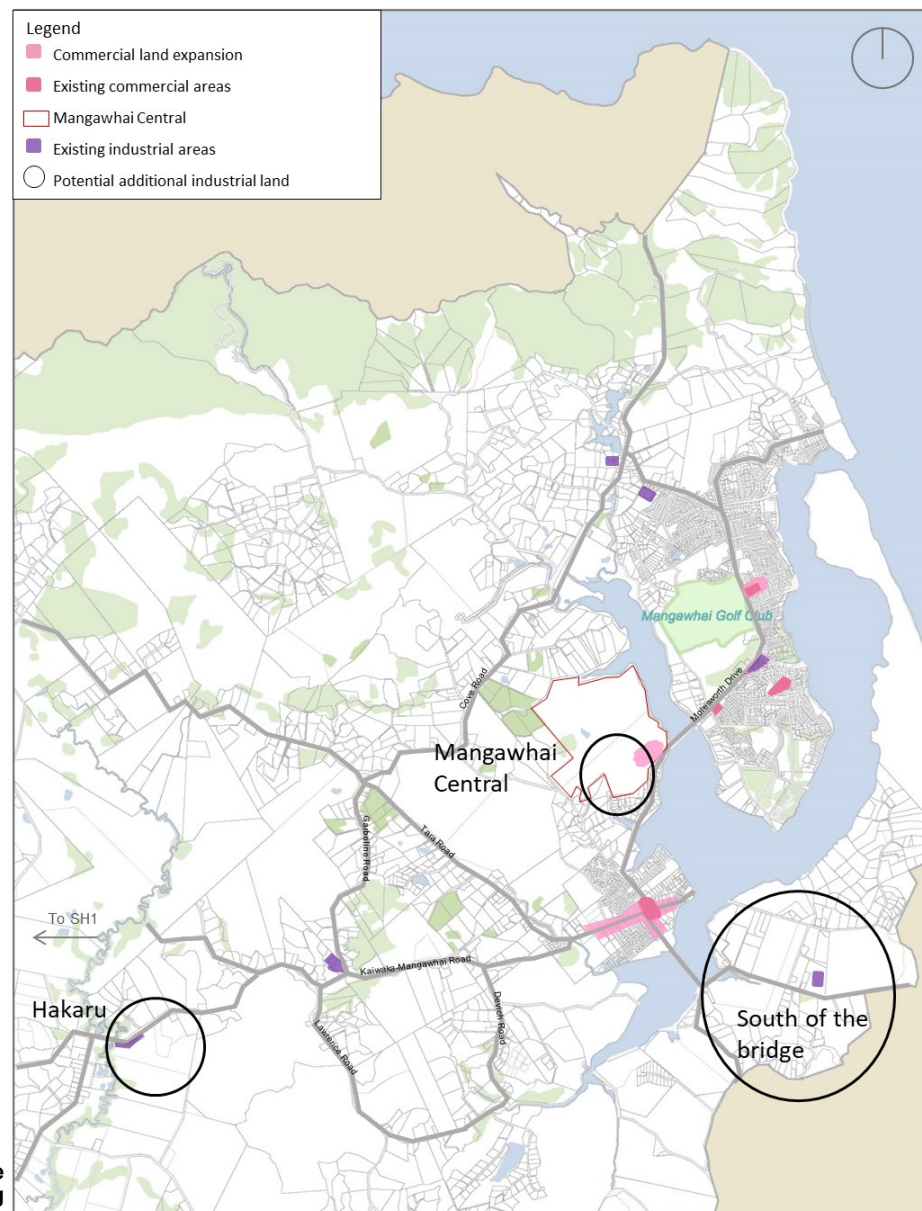 Legend
Commercial land expansion
Existing commercial areas
Mangawhai Central
Existing industrial areas
Potential additional industrial land
Mangawhai Golf Club
Molesworth Drive
Cove Road
Mangawhai
Central
Garbolino Road
Tara Road
To SH1
Kaiwaka-Mangawhai Road
Hakaru
Lawrence Road
Devich Road
South of the
bridge
e
g